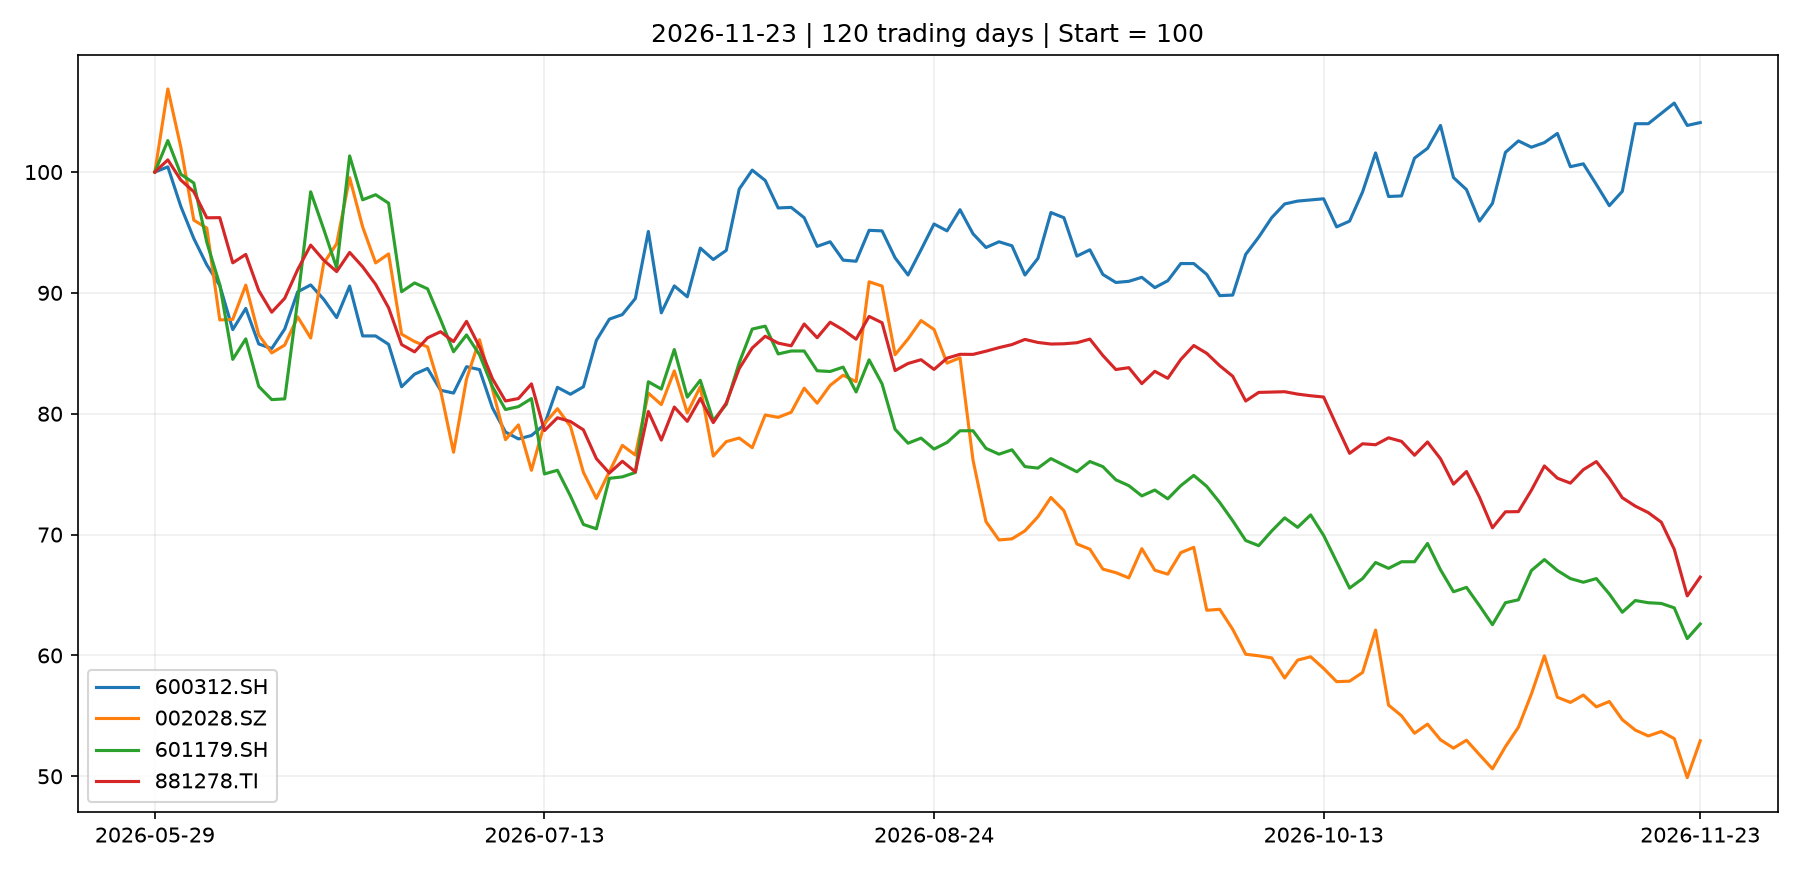 2026-11-23 | 120 trading days | Start = 100
100
90
80
70
60
50
600312.SH
002028.SZ
601179.SH
881278.TI
2026-05-29
2026-07-13
2026-08-24
2026-10-13
2026-11-23